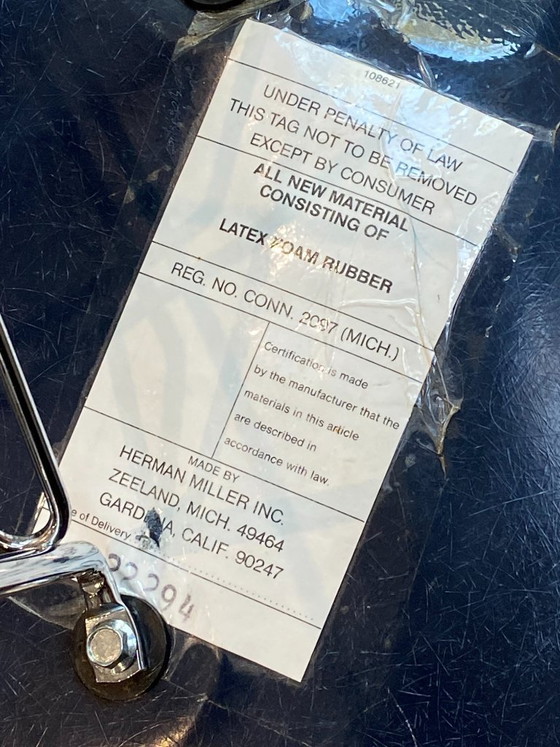 108621
UNDER PENALTY OF LAW
THIS TAG NOT TO BE REMOVED
EXCEPT BY CONSUMER
ALL NEW MATERIAL
CONSISTING OF
LATEX FOAM RUBBER
REG. NO. CONN. 2097 (MICH.)
Certification is made
by the manufacturer that the
materials in this article
are described in
accordance with law.
MADE BY
HERMAN MILLER INC.
ZEELAND, MICH. 49464
GARDENA, CALIF. 90247
of Delivery